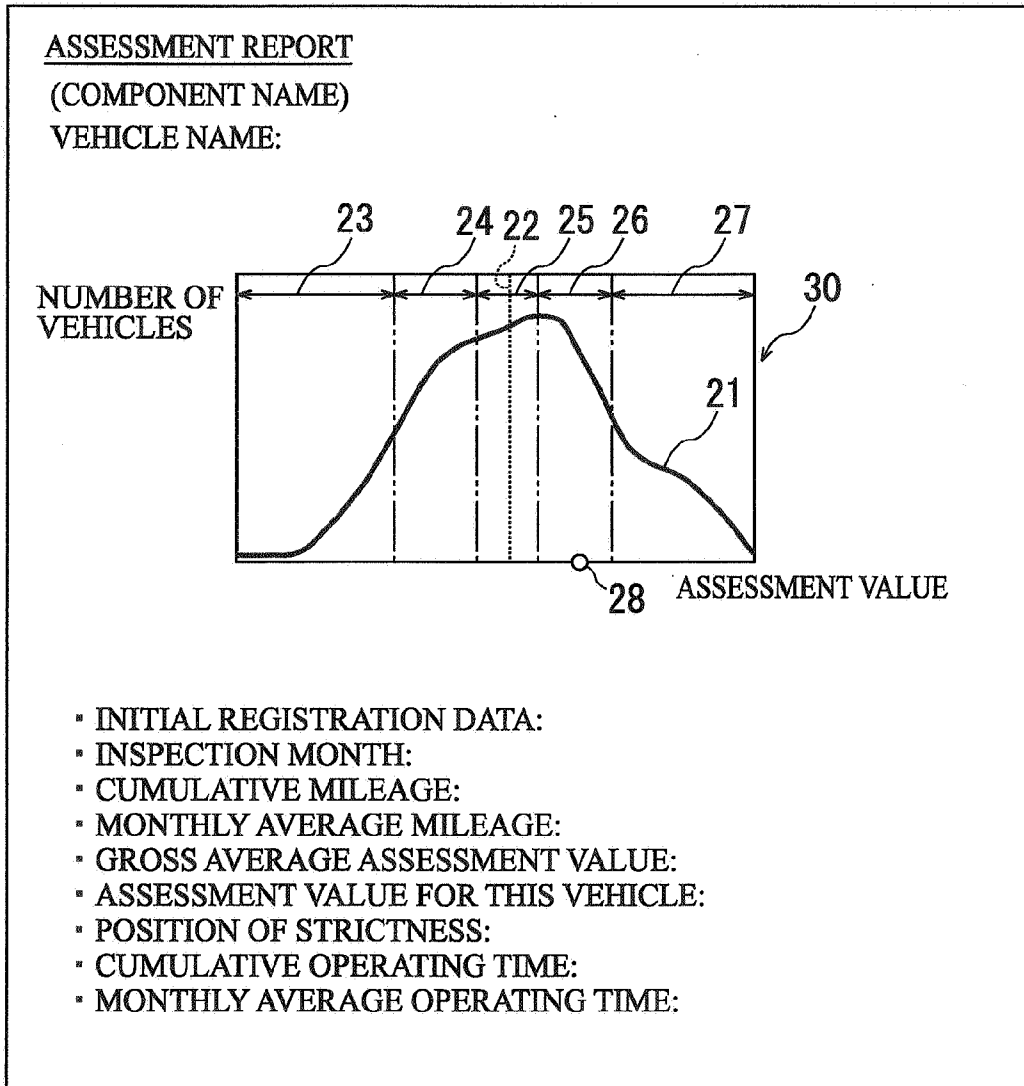 ASSESSMENT REPORT
(COMPONENT NAME)
VEHICLE NAME:
23 24 22 25 26 27
NUMBER OF
VEHICLES
30
21
28
ASSESSMENT VALUE
▪ INITIAL REGISTRATION DATA:
▪ INSPECTION MONTH:
▪ CUMULATIVE MILEAGE:
▪ MONTHLY AVERAGE MILEAGE:
▪ GROSS AVERAGE ASSESSMENT VALUE:
▪ ASSESSMENT VALUE FOR THIS VEHICLE:
▪ POSITION OF STRICTNESS:
▪ CUMULATIVE OPERATING TIME:
▪ MONTHLY AVERAGE OPERATING TIME: